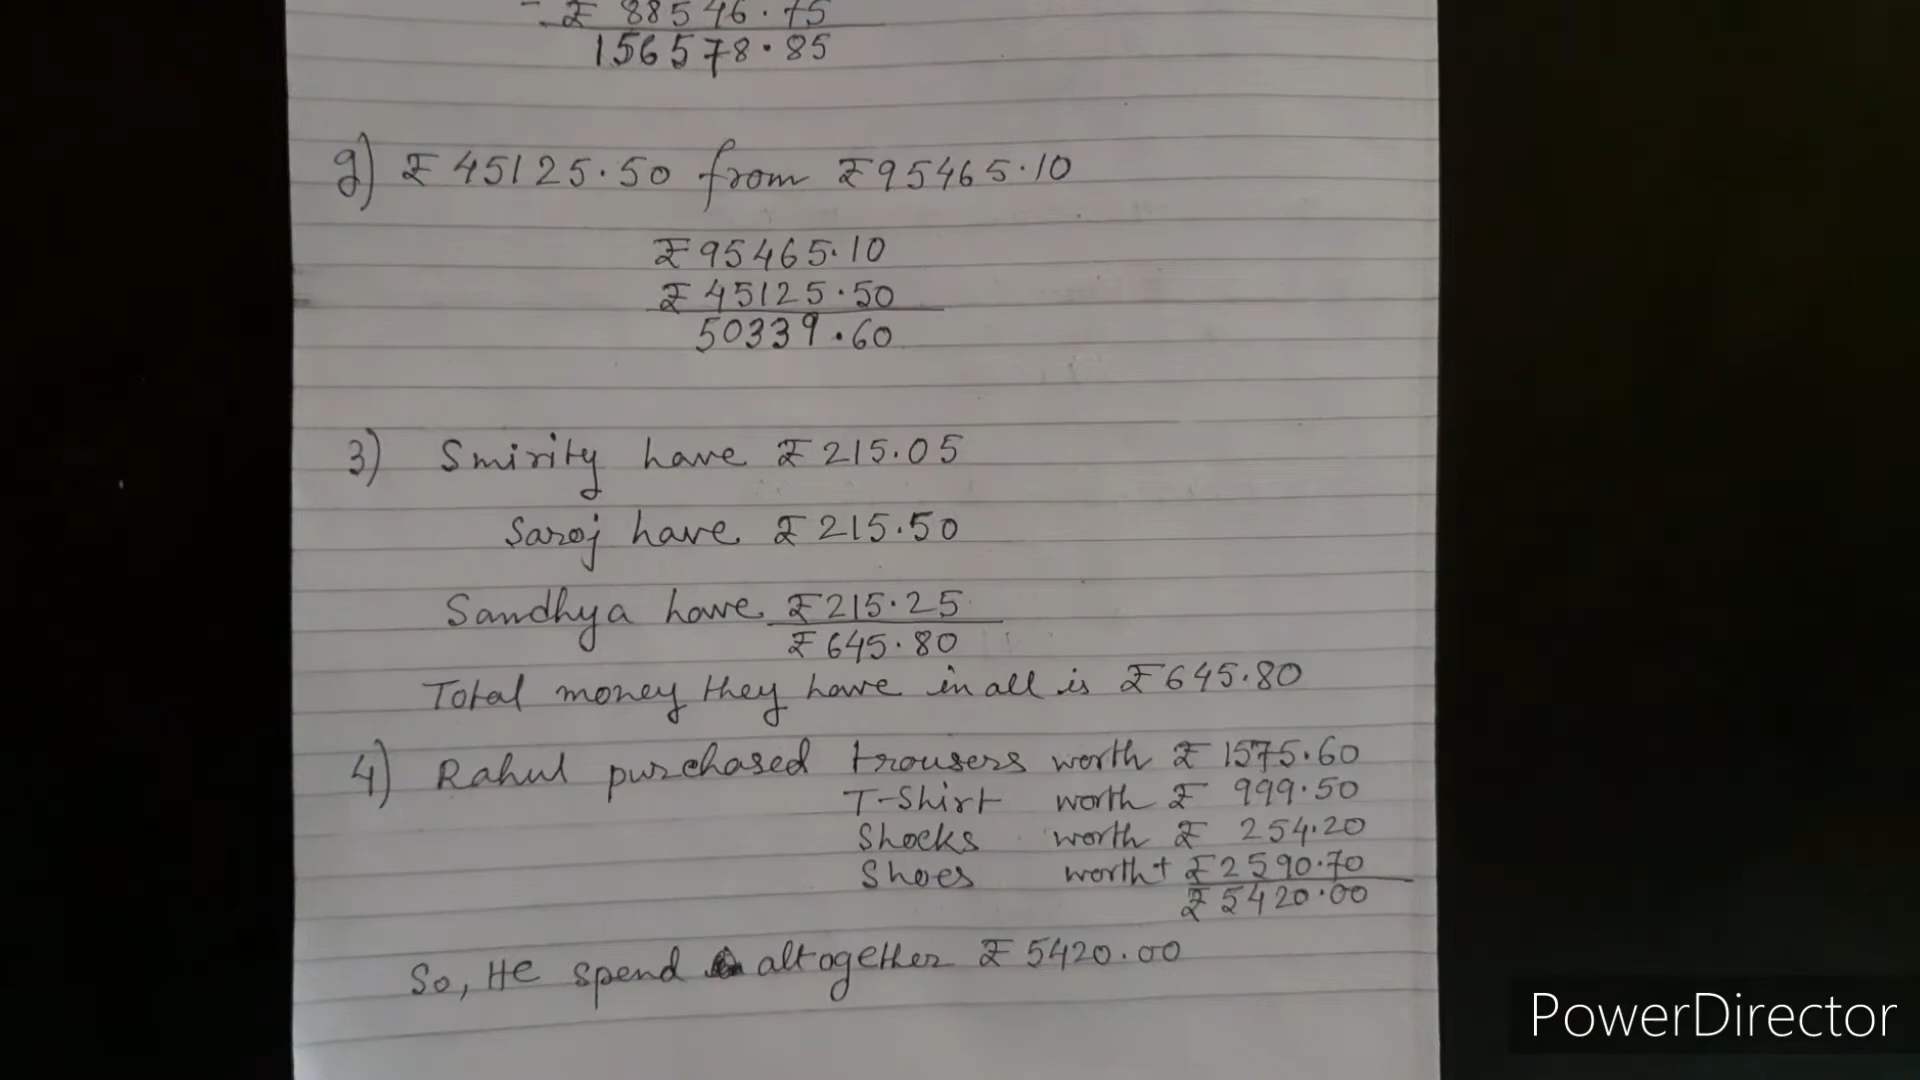 - ₹ 88546.75
156578.85
g) ₹ 45125.50 from ₹95465.10
₹95465.10
₹ 45125.50
50339.60
3) Smirity have ₹215.05
Saroj have ₹215.50
Sandhya have ₹215.25
₹645.80
Total money they have in all is ₹645.80
4) Rahul purchased trousers worth ₹ 1575.60
T-Shirt worth ₹ 999.50
Shocks worth ₹ 254.20
Shoes worth + ₹2590.70
₹5420.00
So, He spend altogether ₹5420.00
PowerDirector